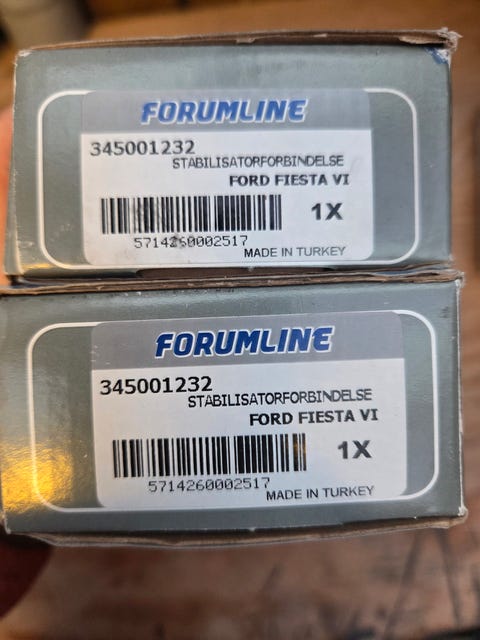 FORUMLINE
345001232
STABILISATORFORBINDELSE
FORD FIESTA VI
1X
5714260002517
MADE IN TURKEY
FORUMLINE
345001232
STABILISATORFORBINDELSE
FORD FIESTA VI
1X
5714260002517
MADE IN TURKEY